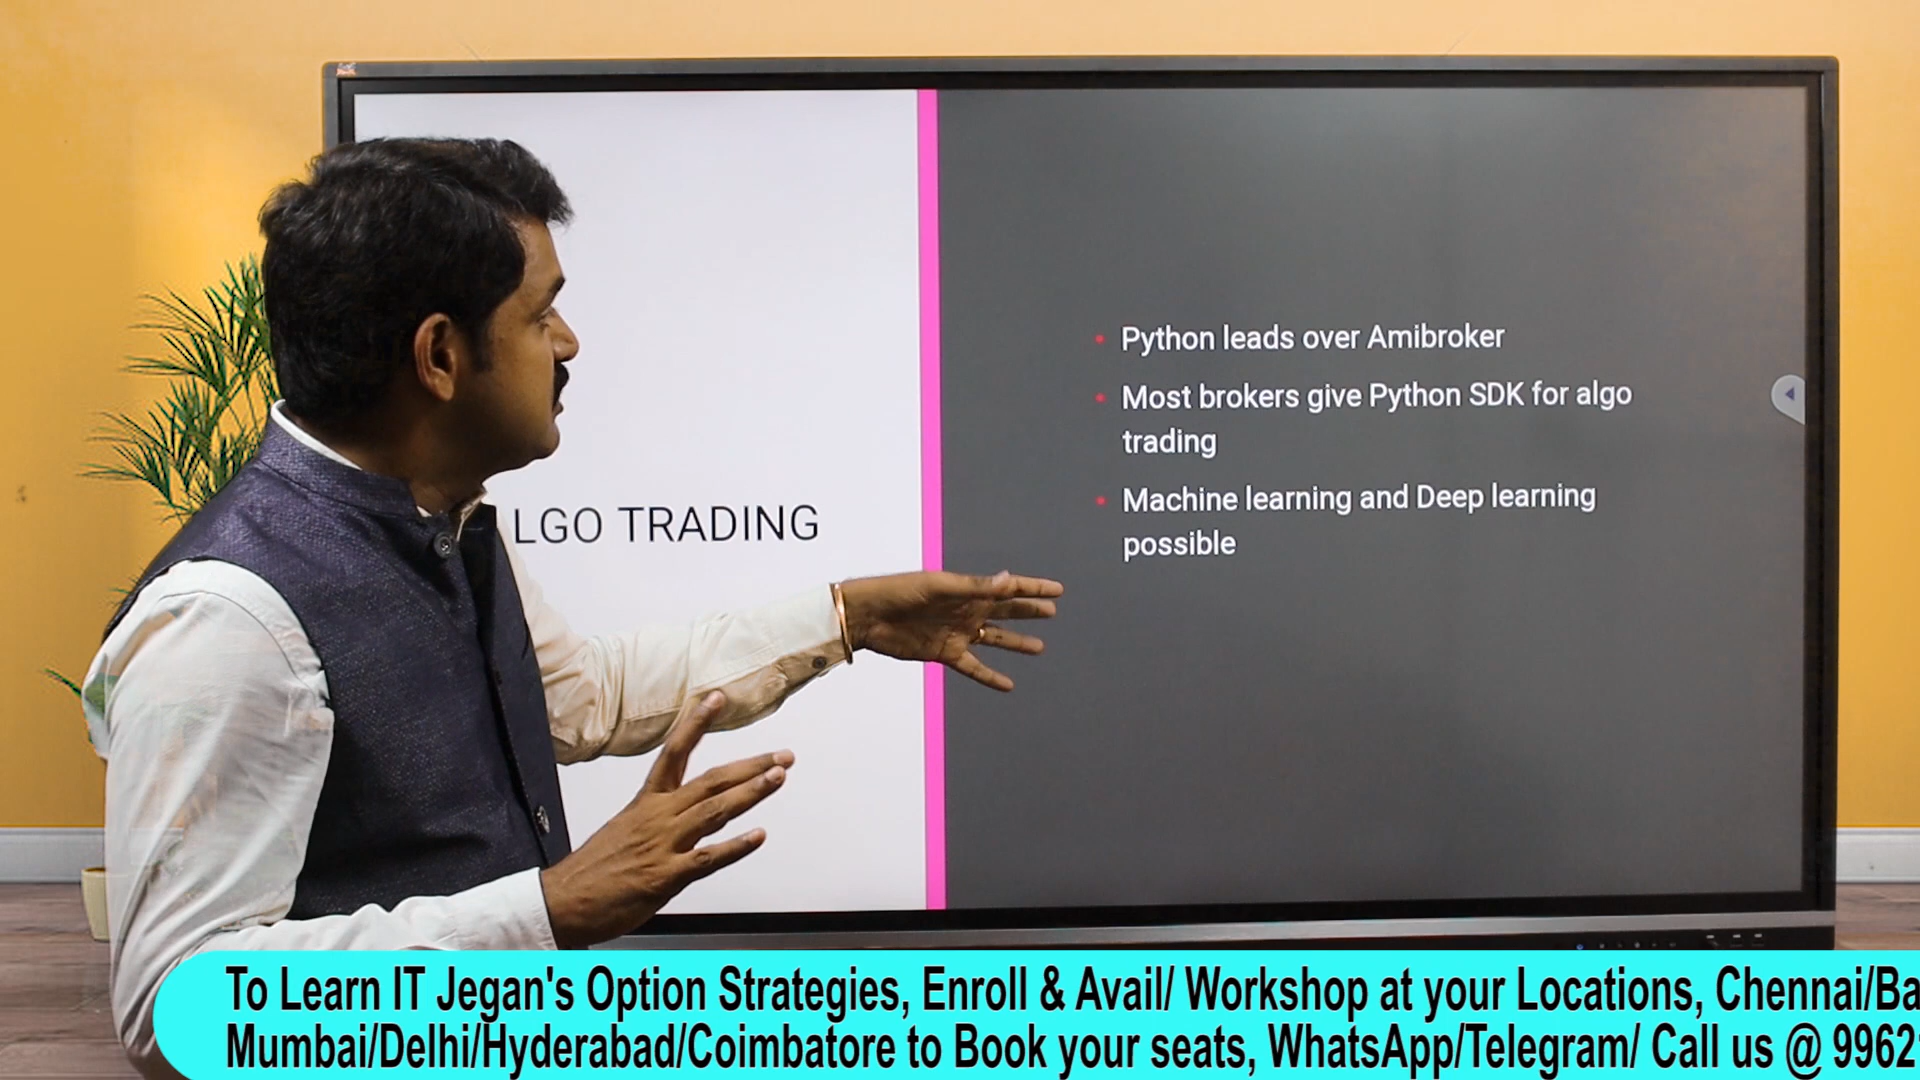 LGO TRADING
Python leads over Amibroker
Most brokers give Python SDK for algo
trading
Machine learning and Deep learning
possible
To Learn IT Jegan's Option Strategies, Enroll & Avail/ Workshop at your Locations, Chennai/Ba
Mumbai/Delhi/Hyderabad/Coimbatore to Book your seats, WhatsApp/Telegram/ Call us @ 9962